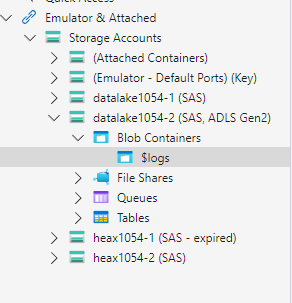 Emulator & Attached
Storage Accounts
(Attached Containers)
(Emulator - Default Ports) (Key)
datalake1054-1 (SAS)
datalake1054-2 (SAS, ADLS Gen2)
Blob Containers
$logs
File Shares
Queues
Tables
heax1054-1 (SAS - expired)
heax1054-2 (SAS)